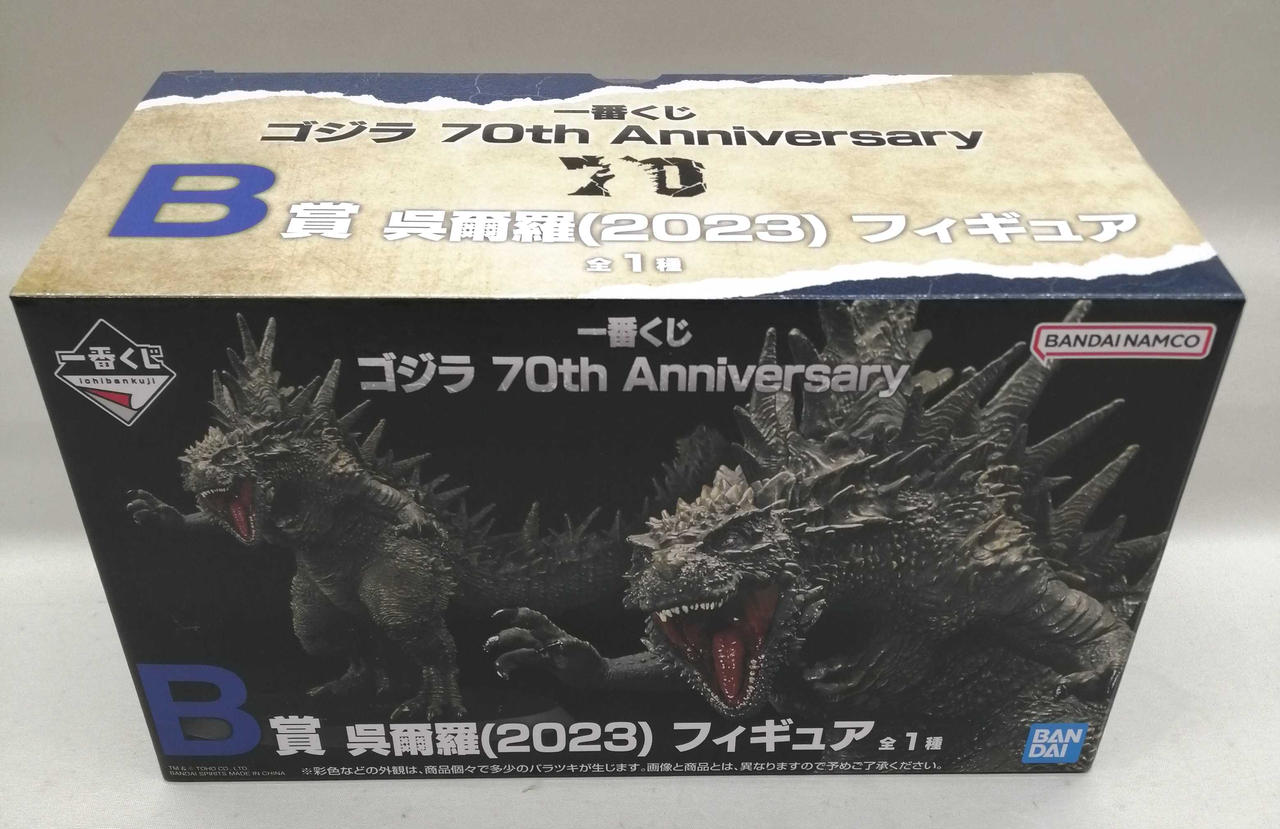 一番くじ
ゴジラ 70th Anniversary
70
B賞 呉爾羅(2023) フィギュア
全1種
一番くじ
ichibankuji
一番くじ
ゴジラ 70th Anniversary
BANDAI NAMCO
B賞 呉爾羅(2023) フィギュア 全1種
TM & © TOHO CO., LTD.
BANDAI SPIRITS MADE IN CHINA
※彩色などの外観は、商品個々で多少のバラツキが生じます。画像と商品とは、異なりますので予めご了承ください。
BAN
DAI